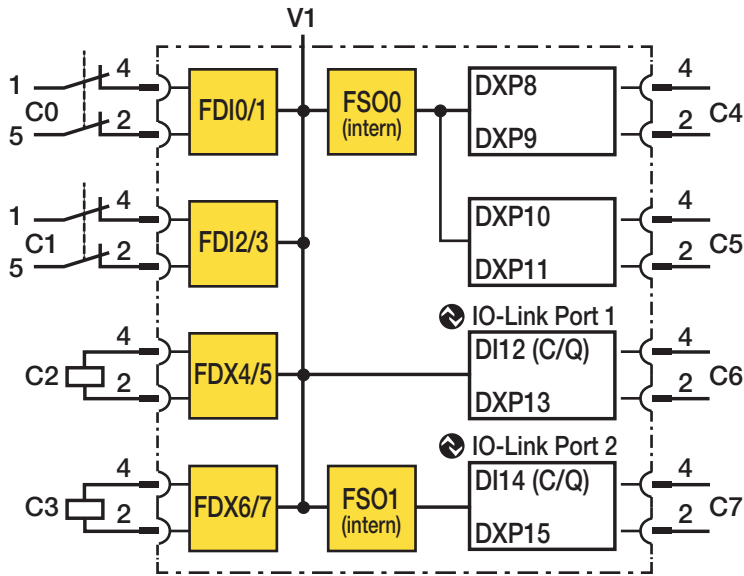 V1
1
4
C0
5
2
FDI0/1
FSO0
(intern)
DXP8
DXP9
4
2
C4
1
4
C1
5
2
FDI2/3
DXP10
DXP11
4
2
C5
IO-Link Port 1
4
C2
2
FDX4/5
DI12 (C/Q)
DXP13
4
2
C6
IO-Link Port 2
4
C3
2
FDX6/7
FSO1
(intern)
DI14 (C/Q)
DXP15
4
2
C7